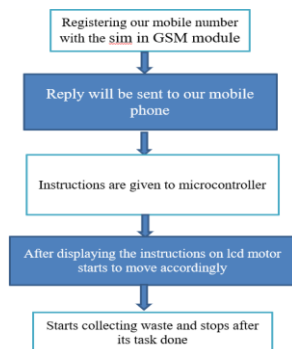 Registering our mobile number
with the sim in GSM module
Reply will be sent to our mobile
phone
Instructions are given to microcontroller
After displaying the instructions on lcd motor
starts to move accordingly
Starts collecting waste and stops after
its task done